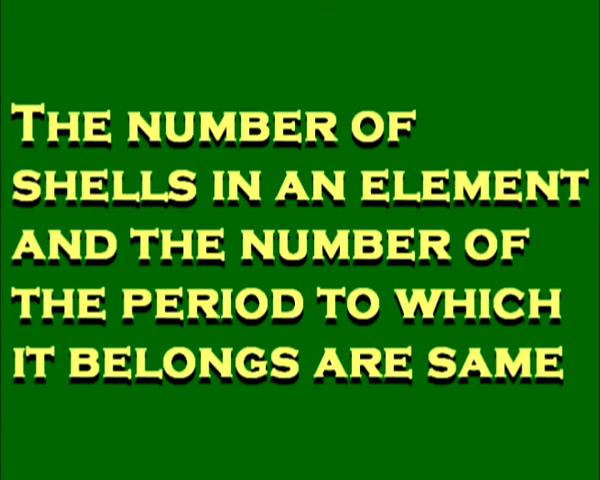 The number of
shells in an element
and the number of
the period to which
it belongs are same